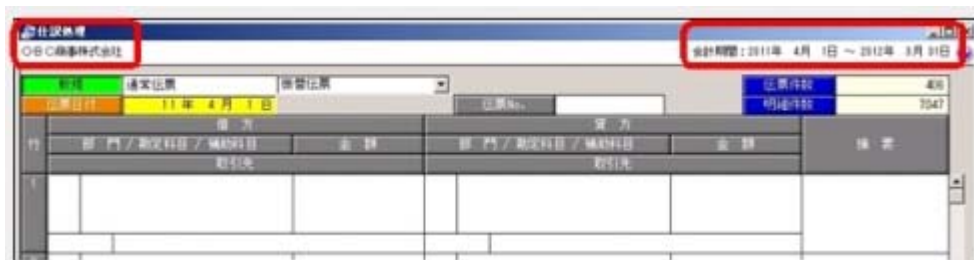 仕訳処理
OBC商事株式会社
会計期間:2011年 4月 1日 ～ 2012年 3月31日
新規 通常伝票 振替伝票 伝票件数 406
伝票日付 11年 4月 1日 伝票No. 明細件数 7047
借 方 貸 方
行 部 門 / 勘定科目 / 補助科目 金 額 部 門 / 勘定科目 / 補助科目 金 額 摘 要
取引先 取引先
1